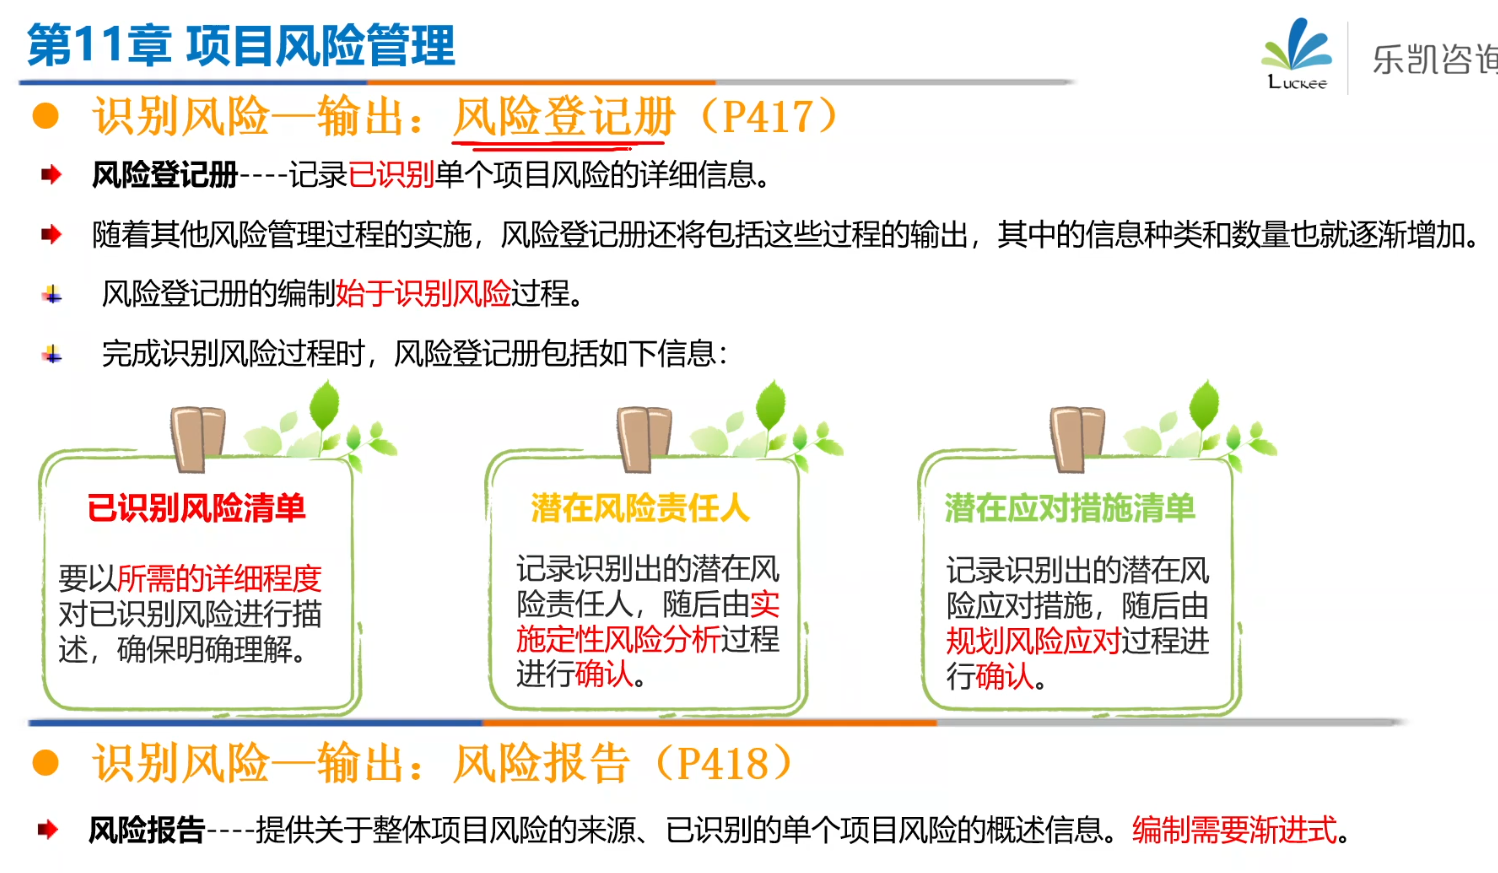 第11章 项目风险管理
Luckee 乐凯咨询
识别风险—输出：风险登记册（P417）
风险登记册----记录已识别单个项目风险的详细信息。
随着其他风险管理过程的实施，风险登记册还将包括这些过程的输出，其中的信息种类和数量也就逐渐增加。
风险登记册的编制始于识别风险过程。
完成识别风险过程时，风险登记册包括如下信息：
已识别风险清单
要以所需的详细程度
对已识别风险进行描
述，确保明确理解。
潜在风险责任人
记录识别出的潜在风
险责任人，随后由实
施定性风险分析过程
进行确认。
潜在应对措施清单
记录识别出的潜在风
险应对措施，随后由
规划风险应对过程进
行确认。
识别风险—输出：风险报告（P418）
风险报告----提供关于整体项目风险的来源、已识别的单个项目风险的概述信息。编制需要渐进式。